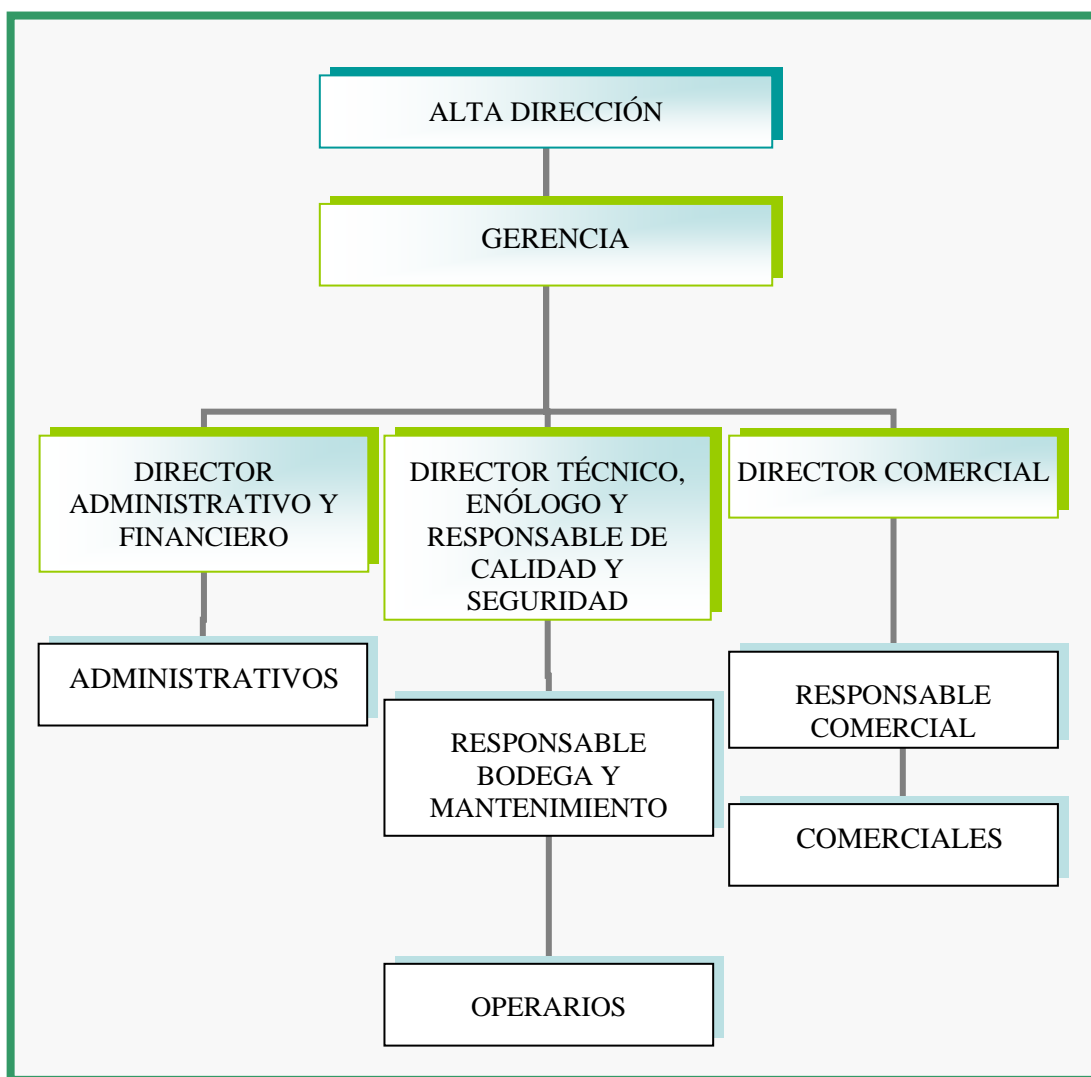 ALTA DIRECCIÓN
GERENCIA
DIRECTOR
ADMINISTRATIVO Y
FINANCIERO
DIRECTOR TÉCNICO,
ENÓLOGO Y
RESPONSABLE DE
CALIDAD Y
SEGURIDAD
DIRECTOR COMERCIAL
ADMINISTRATIVOS
RESPONSABLE
BODEGA Y
MANTENIMIENTO
RESPONSABLE
COMERCIAL
COMERCIALES
OPERARIOS